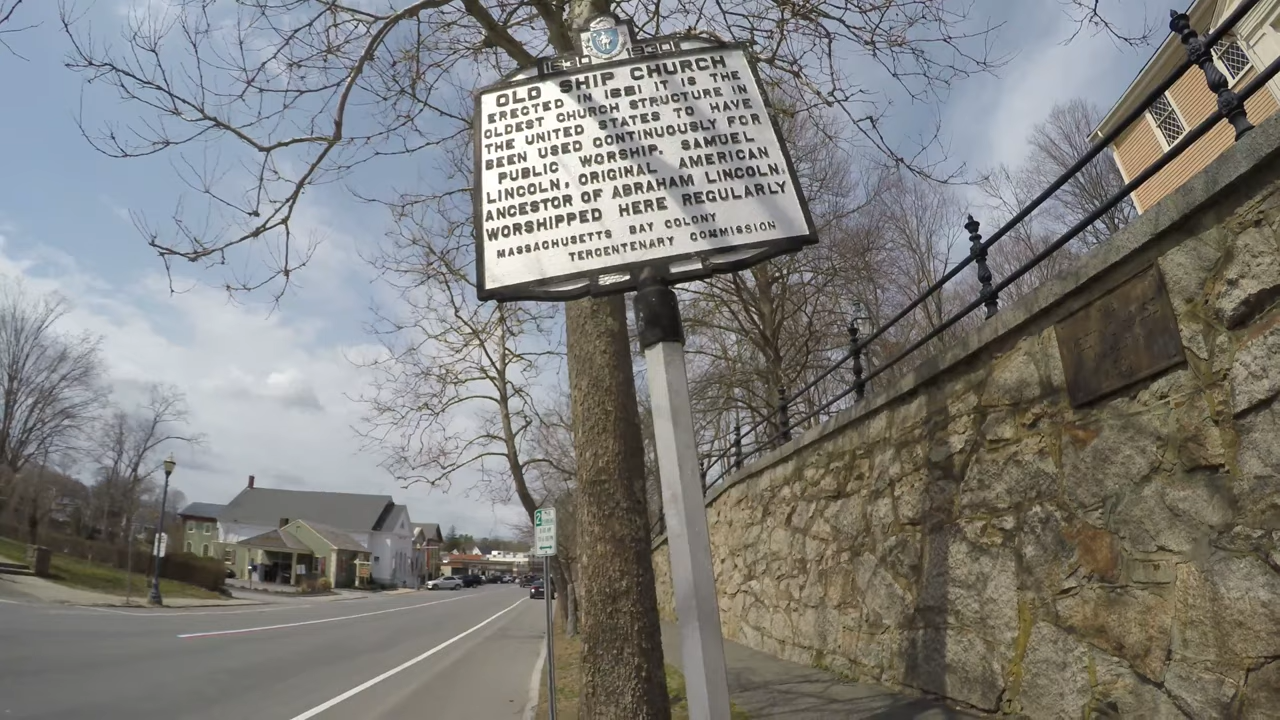 1630 1930
OLD SHIP CHURCH
ERECTED IN 1681 IT IS THE
OLDEST CHURCH STRUCTURE IN
THE UNITED STATES TO HAVE
BEEN USED CONTINUOUSLY FOR
PUBLIC WORSHIP. SAMUEL
LINCOLN, ORIGINAL AMERICAN
ANCESTOR OF ABRAHAM LINCOLN,
WORSHIPPED HERE REGULARLY
MASSACHUSETTS BAY COLONY
TERCENTENARY COMMISSION
2